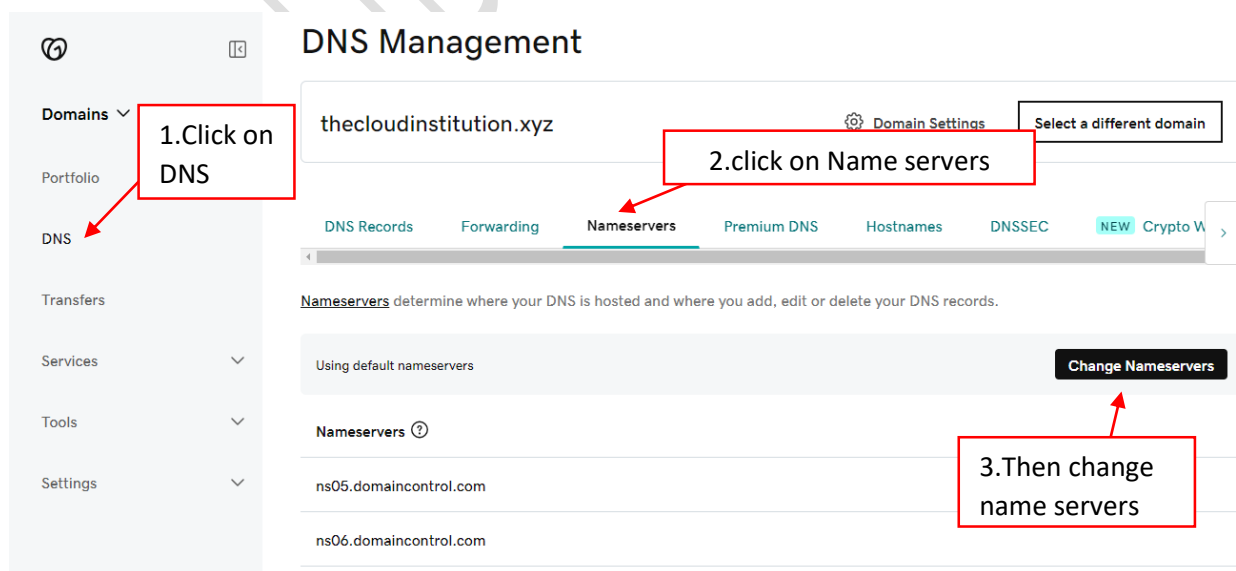 DNS Management
Domains
1.Click on
DNS
thecloudinstitution.xyz
Domain Settings
Select a different domain
2.click on Name servers
Portfolio
DNS
Transfers
Services
Tools
Settings
DNS Records Forwarding Nameservers Premium DNS Hostnames DNSSEC NEW Crypto W
Nameservers determine where your DNS is hosted and where you add, edit or delete your DNS records.
Using default nameservers
Change Nameservers
Nameservers ?
3.Then change
name servers
ns05.domaincontrol.com
ns06.domaincontrol.com